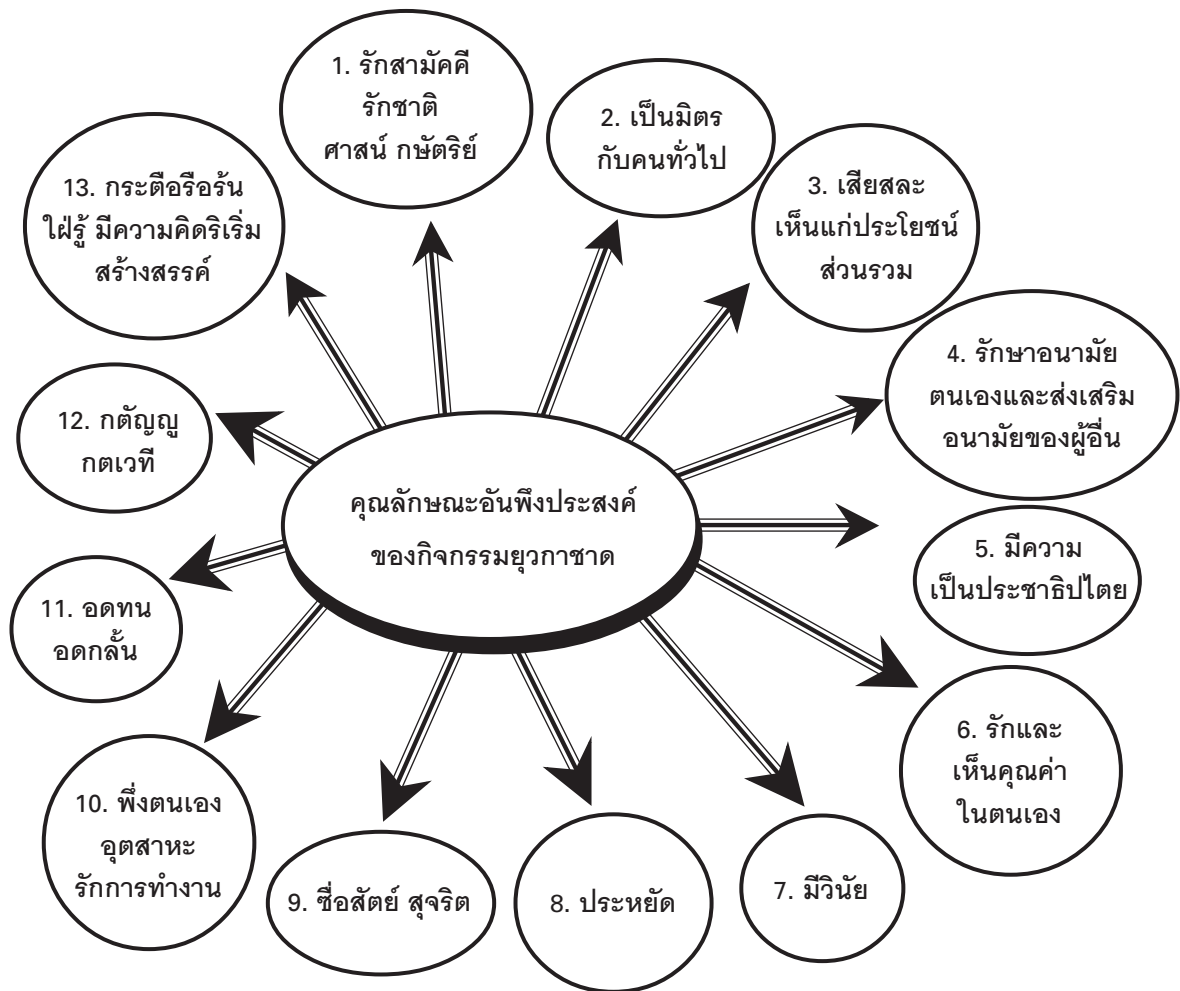 คุณลักษณะอันพึงประสงค์
ของกิจกรรมยุวกาชาด
1. รักสามัคคี
รักชาติ
ศาสน์ กษัตริย์
2. เป็นมิตร
กับคนทั่วไป
3. เสียสละ
เห็นแก่ประโยชน์
ส่วนรวม
4. รักษาอนามัย
ตนเองและส่งเสริม
อนามัยของผู้อื่น
5. มีความ
เป็นประชาธิปไตย
6. รักและ
เห็นคุณค่า
ในตนเอง
7. มีวินัย
8. ประหยัด
9. ซื่อสัตย์ สุจริต
10. พึ่งตนเอง
อุตสาหะ
รักการทำงาน
11. อดทน
อดกลั้น
12. กตัญญู
กตเวที
13. กระตือรือร้น
ใฝ่รู้ มีความคิดริเริ่ม
สร้างสรรค์